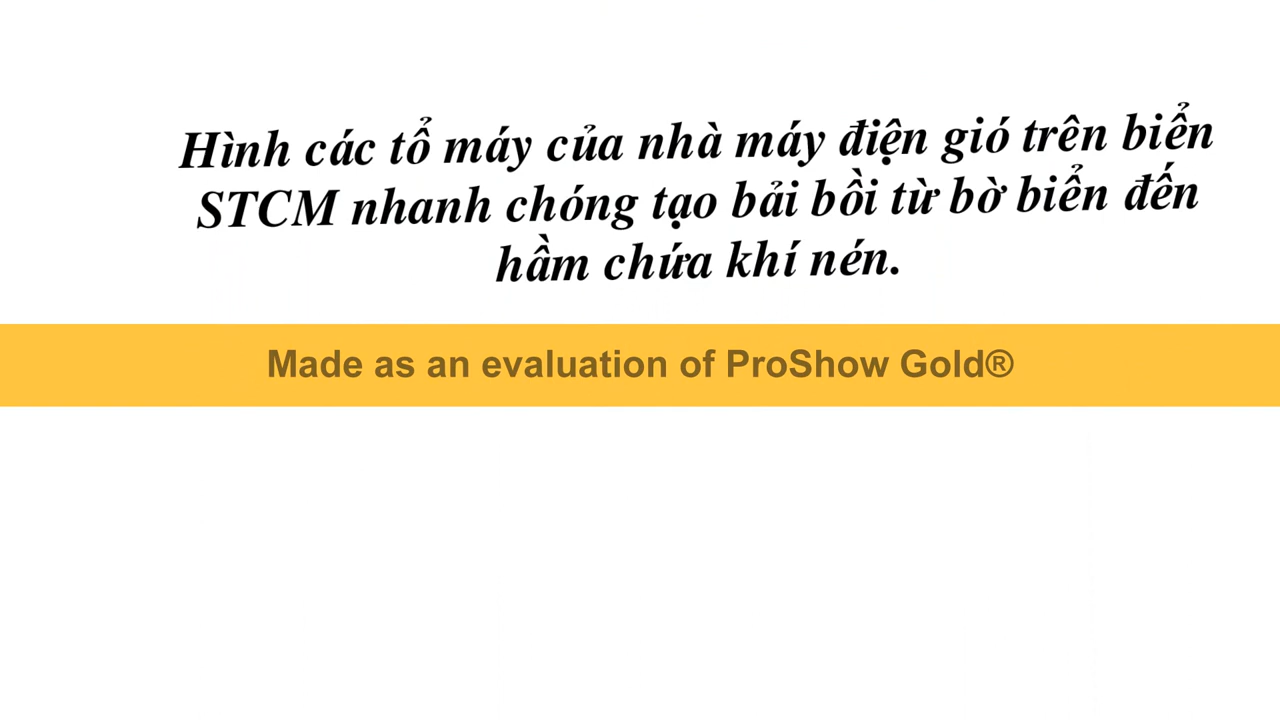 Hình các tổ máy của nhà máy điện gió trên biển
STCM nhanh chóng tạo bải bồi từ bờ biển đến
hầm chứa khí nén.
Made as an evaluation of ProShow Gold®